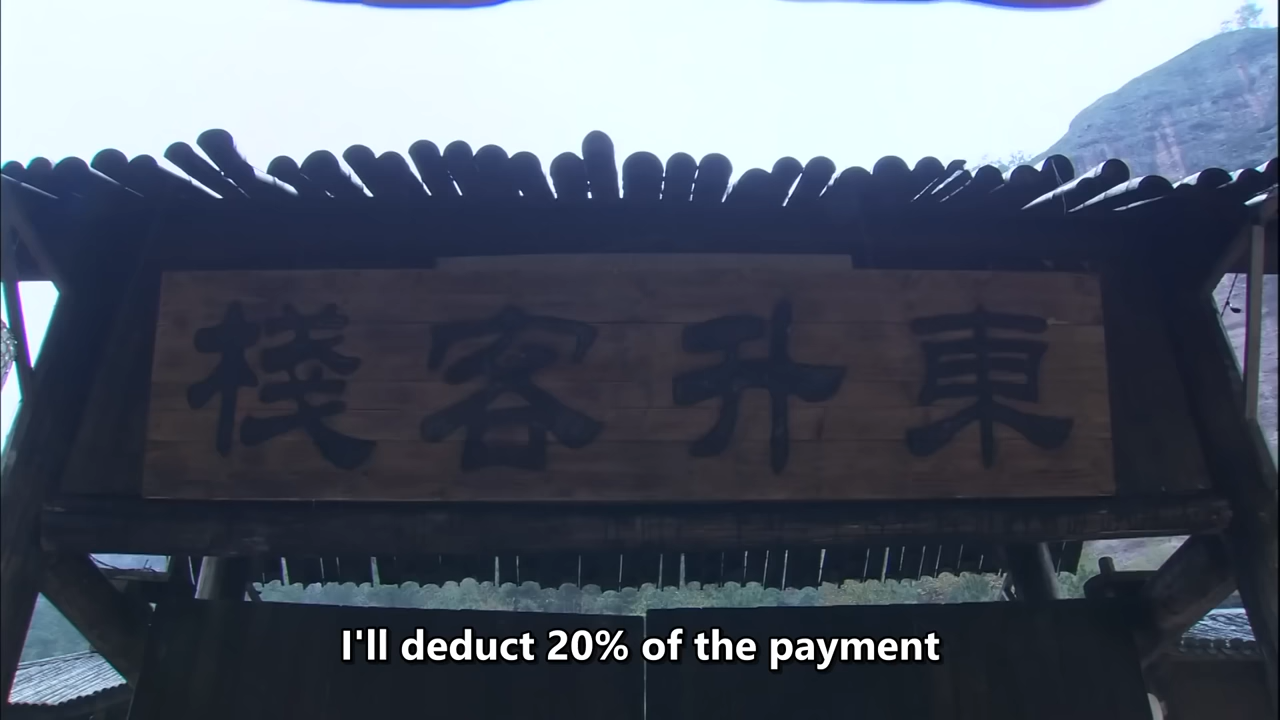 東升客棧
I'll deduct 20% of the payment